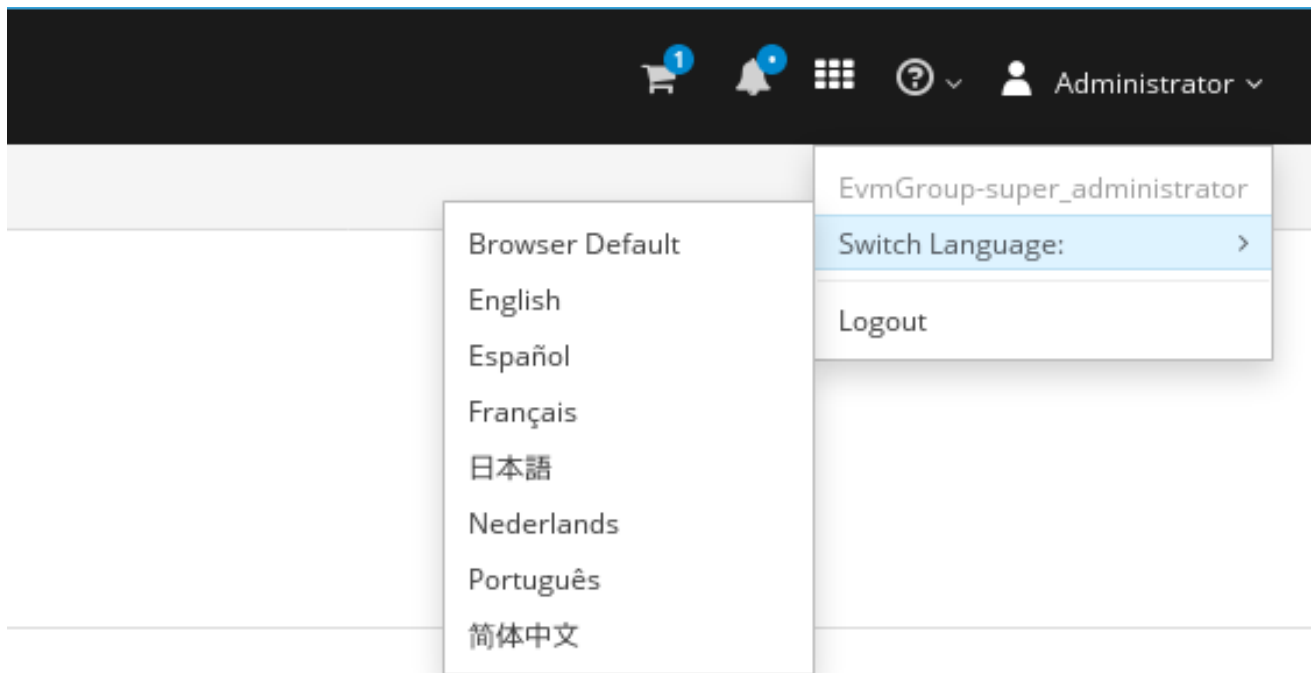 1
Administrator
EvmGroup-super_administrator
Switch Language:
Logout
Browser Default
English
Español
Français
日本語
Nederlands
Português
简体中文